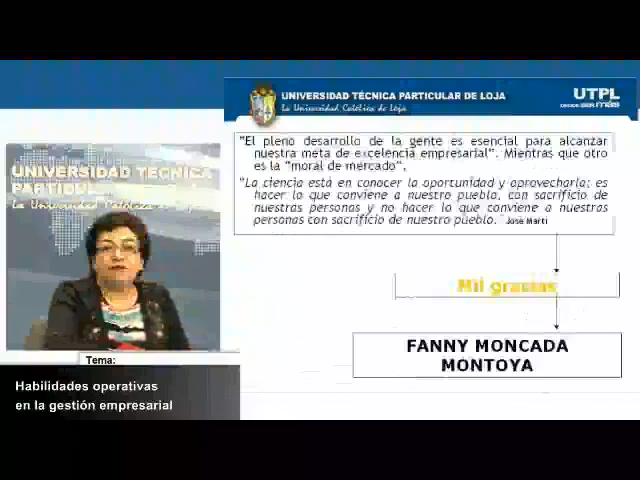 UNIVERSIDAD TÉCNICA PARTICULAR DE LOJA
La Universidad Católica de Loja
UTPL
"El pleno desarrollo de la gente es esencial para alcanzar
nuestra meta de excelencia empresarial". Mientras que otro
es la "moral de mercado".
"La ciencia está en conocer la oportunidad y aprovecharla; es
hacer lo que conviene a nuestro pueblo, con sacrificio de
nuestras personas y no hacer lo que conviene a nuestras
personas con sacrificio de nuestro pueblo. José Martí
Mil gracias
FANNY MONCADA
MONTOYA
UNIVERSIDAD TÉCNICA
PARTICUL
La Universidad Católica
Tema:
Habilidades operativas
en la gestión empresarial